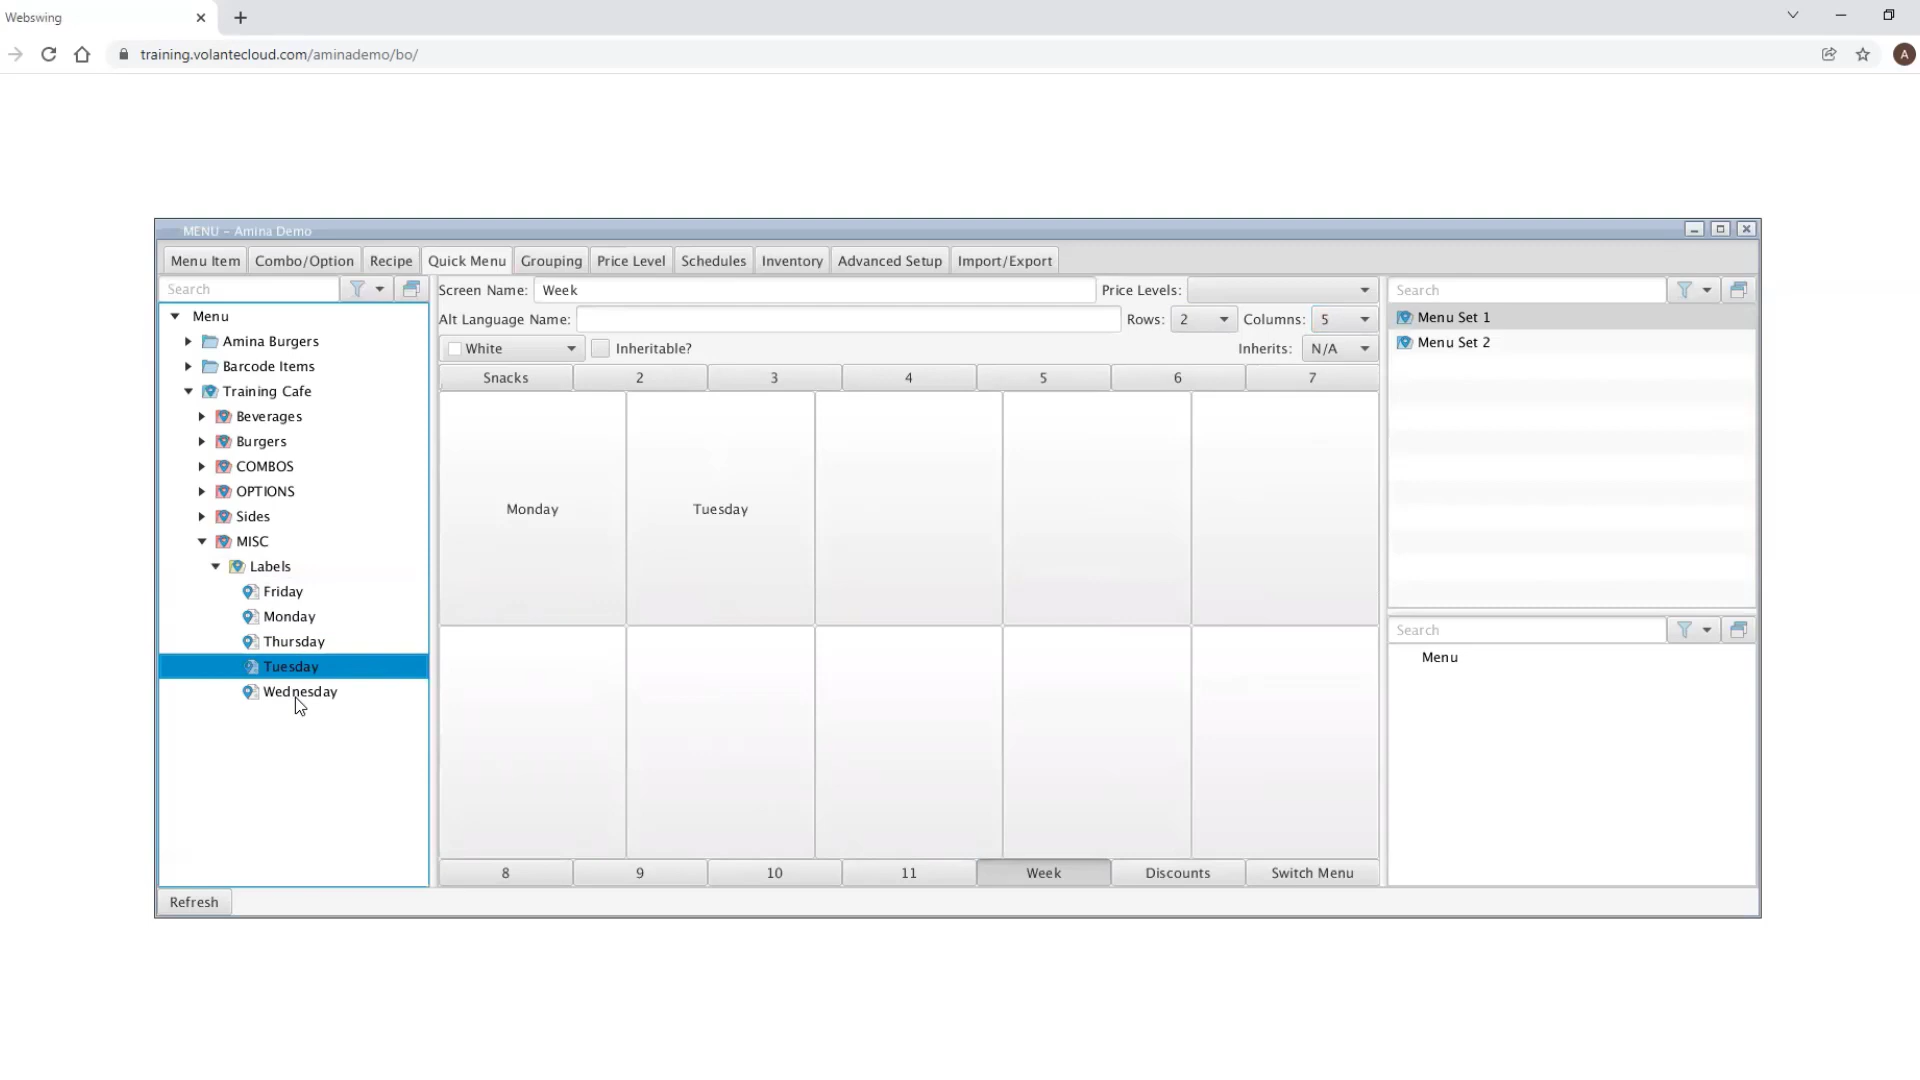 Webswing
training.volantecloud.com/aminademo/bo/
A
MENU - Amina Demo
Menu Item Combo/Option Recipe Quick Menu Grouping Price Level Schedules Inventory Advanced Setup Import/Export
Search
Menu
Amina Burgers
Barcode Items
Training Cafe
Beverages
Burgers
COMBOS
OPTIONS
Sides
MISC
Labels
Friday
Monday
Thursday
Tuesday
Wednesday
Refresh
Screen Name: Week Price Levels:
Alt Language Name: Rows: 2 Columns: 5
White Inheritable? Inherits: N/A
Snacks 2 3 4 5 6 7
Monday Tuesday
8 9 10 11 Week Discounts Switch Menu
Search
Menu Set 1
Menu Set 2
Search
Menu